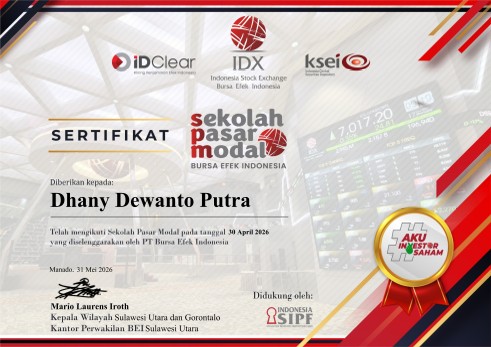 iDClear
IDX
Indonesia Stock Exchange
Bursa Efek Indonesia
ksei
SERTIFIKAT
sekolah
pasar
modal
BURSA EFEK INDONESIA
7,017.20
Diberikan kepada:
Dhany Dewanto Putra
Telah mengikuti Sekolah Pasar Modal pada tanggal 30 April 2026
yang diselenggarakan oleh PT Bursa Efek Indonesia
#AKU
INVESTOR
SAHAM
Manado, 31 Mei 2026
Mario Laurens Iroth
Kepala Wilayah Sulawesi Utara dan Gorontalo
Kantor Perwakilan BEI Sulawesi Utara
Didukung oleh:
INDONESIA
SIPF